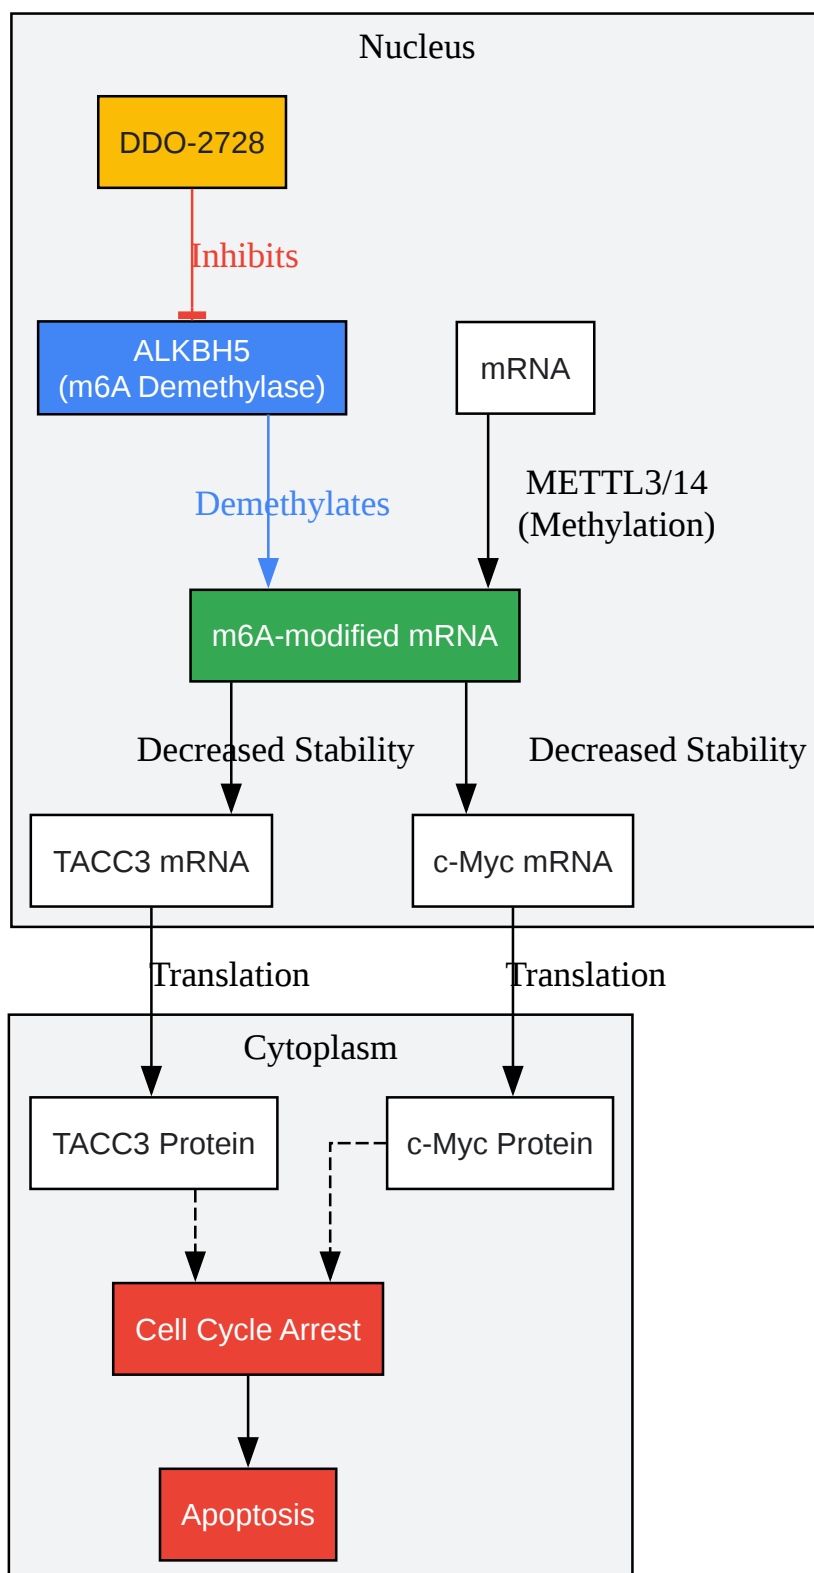 Nucleus
DDO-2728
Inhibits
ALKBH5
(m6A Demethylase)
mRNA
Demethylates
METTL3/14
(Methylation)
m6A-modified mRNA
Decreased Stability
Decreased Stability
TACC3 mRNA
c-Myc mRNA
Translation
Translation
Cytoplasm
TACC3 Protein
c-Myc Protein
Cell Cycle Arrest
Apoptosis